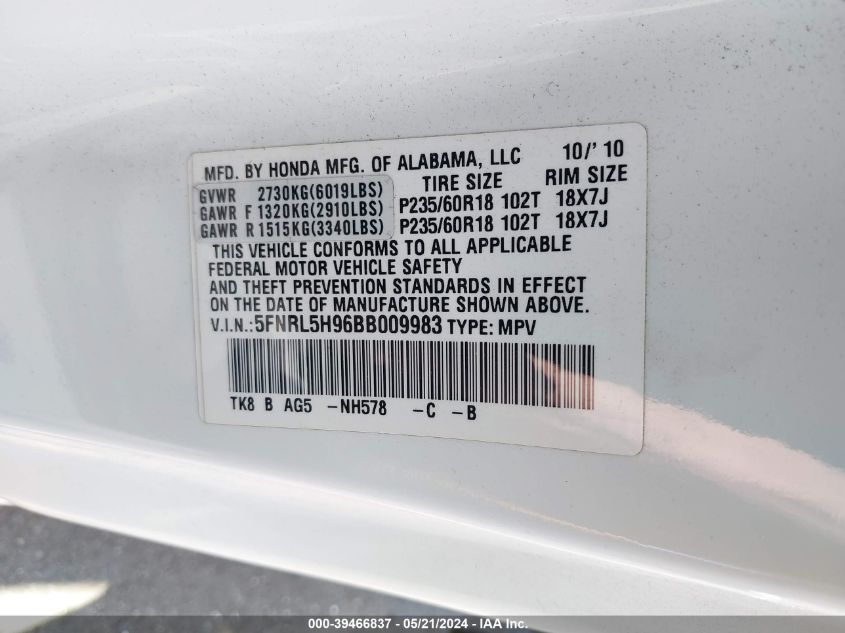 MFD. BY HONDA MFG. OF ALABAMA, LLC 10/' 10
GVWR 2730KG(6019LBS) TIRE SIZE RIM SIZE
GAWR F 1320KG(2910LBS) P235/60R18 102T 18X7J
GAWR R 1515KG(3340LBS) P235/60R18 102T 18X7J
THIS VEHICLE CONFORMS TO ALL APPLICABLE
FEDERAL MOTOR VEHICLE SAFETY
AND THEFT PREVENTION STANDARDS IN EFFECT
ON THE DATE OF MANUFACTURE SHOWN ABOVE.
V.I.N.:5FNRL5H96BB009983 TYPE: MPV
TK8 B AG5 -NH578 -C -B
000-39466837 - 05/21/2024 - IAA Inc.